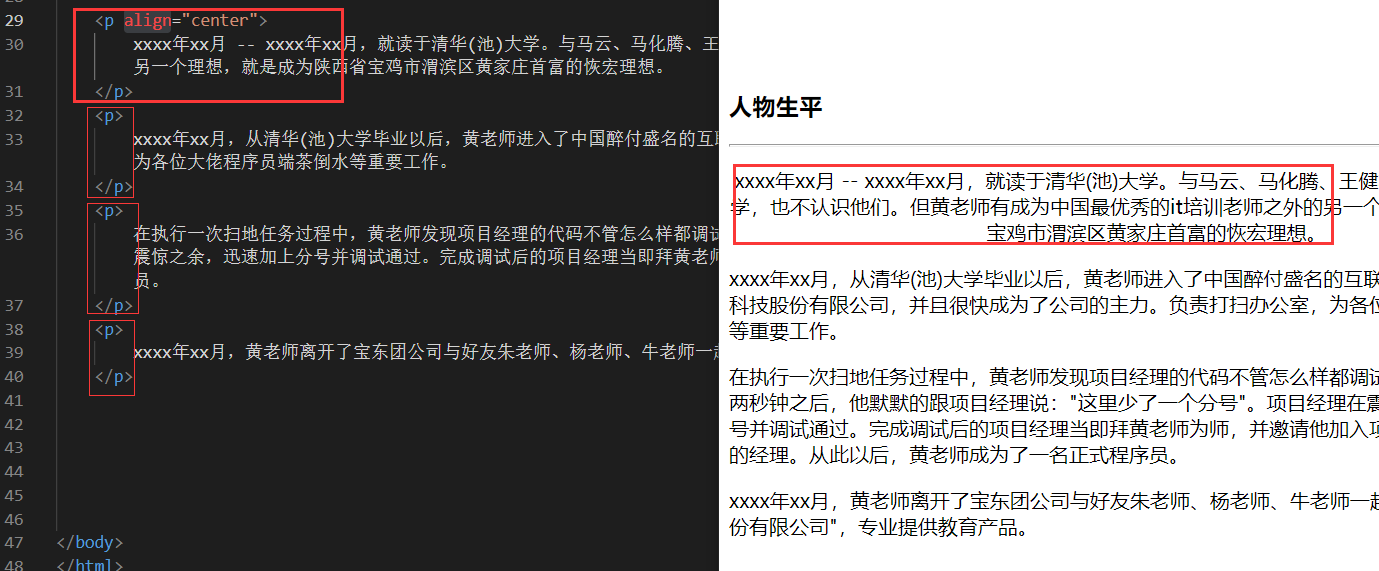 29 <p align="center">
30 xxxx年xx月 -- xxxx年xx月，就读于清华(池)大学。与马云、马化腾、王
另一个理想，就是成为陕西省宝鸡市渭滨区黄家庄首富的恢宏理想。
31 </p>
32 <p>
33 xxxx年xx月，从清华(池)大学毕业以后，黄老师进入了中国醉付盛名的互联
为各位大佬程序员端茶倒水等重要工作。
34 </p>
35 <p>
36 在执行一次扫地任务过程中，黄老师发现项目经理的代码不管怎么样都调试
震惊之余，迅速加上分号并调试通过。完成调试后的项目经理当即拜黄老师
员。
37 </p>
38 <p>
39 xxxx年xx月，黄老师离开了宝东团公司与好友朱老师、杨老师、牛老师一起
40 </p>
41
42
43
44
45
46
47 </body>
48 </html>
人物生平
xxxx年xx月 -- xxxx年xx月，就读于清华(池)大学。与马云、马化腾、王健
学，也不认识他们。但黄老师有成为中国最优秀的it培训老师之外的另一个
宝鸡市渭滨区黄家庄首富的恢宏理想。
xxxx年xx月，从清华(池)大学毕业以后，黄老师进入了中国醉付盛名的互联
科技股份有限公司，并且很快成为了公司的主力。负责打扫办公室，为各位
等重要工作。
在执行一次扫地任务过程中，黄老师发现项目经理的代码不管怎么样都调试
两秒钟之后，他默默的跟项目经理说："这里少了一个分号"。项目经理在震
号并调试通过。完成调试后的项目经理当即拜黄老师为师，并邀请他加入项
的经理。从此以后，黄老师成为了一名正式程序员。
xxxx年xx月，黄老师离开了宝东团公司与好友朱老师、杨老师、牛老师一起
份有限公司"，专业提供教育产品。